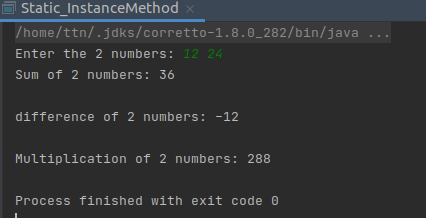 Static_InstanceMethod ×
/home/ttn/.jdks/corretto-1.8.0_282/bin/java ...
Enter the 2 numbers: 12 24
Sum of 2 numbers: 36
difference of 2 numbers: -12
Multiplication of 2 numbers: 288
Process finished with exit code 0